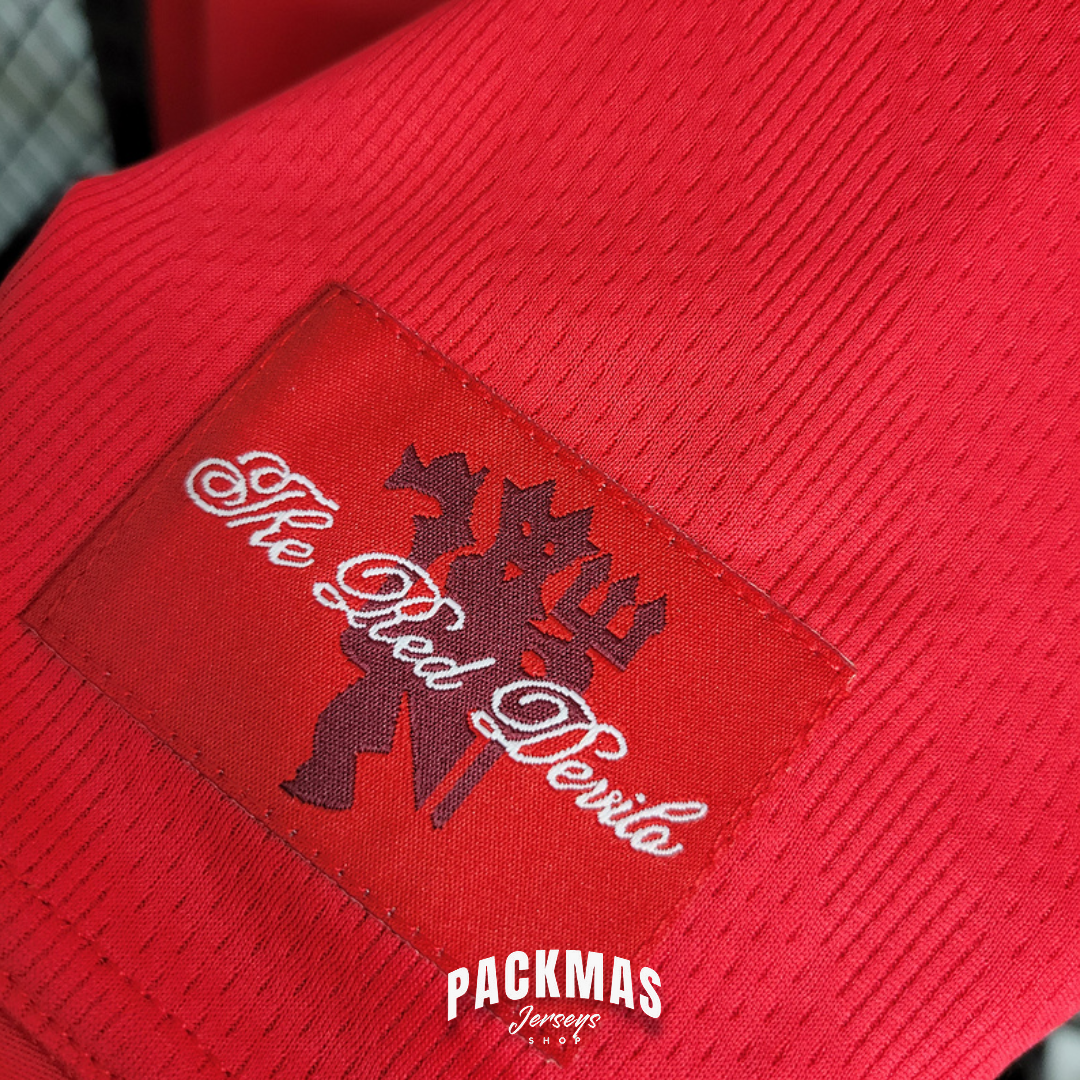 The Red Devils
PACKMAS
Jerseys
SHOP